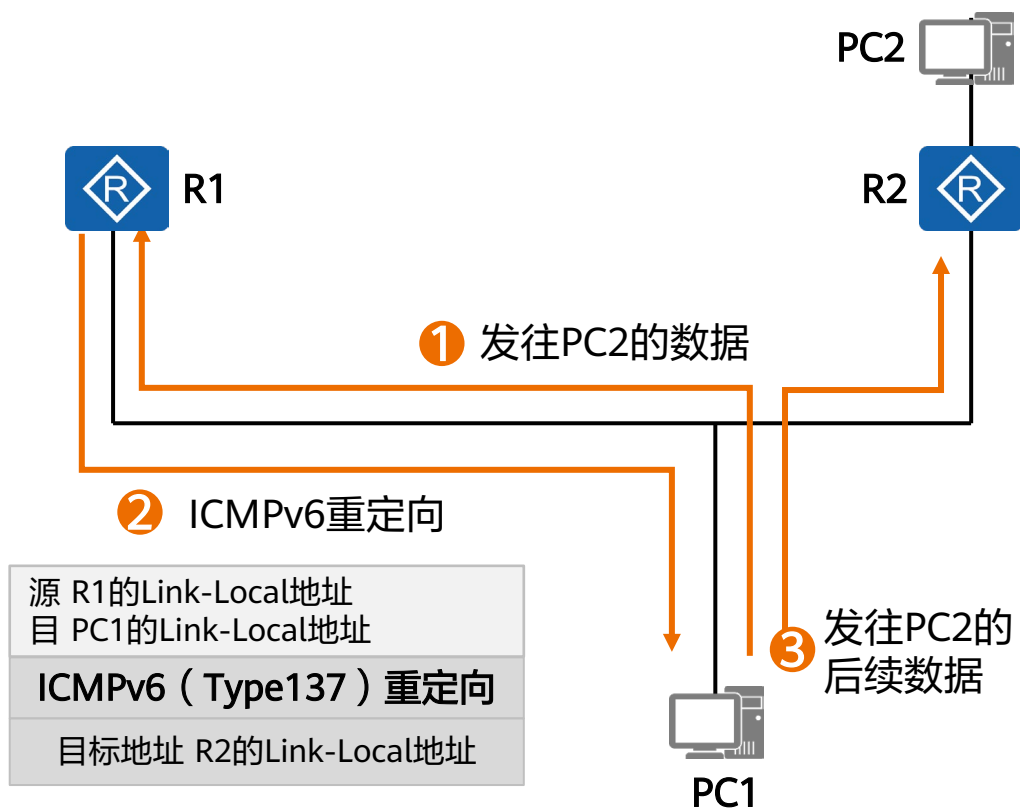 PC2
R
R1
R2
R
1 发往PC2的数据
2 ICMPv6重定向
源 R1的Link-Local地址
目 PC1的Link-Local地址
ICMPv6（Type137）重定向
目标地址 R2的Link-Local地址
3 发往PC2的
后续数据
PC1